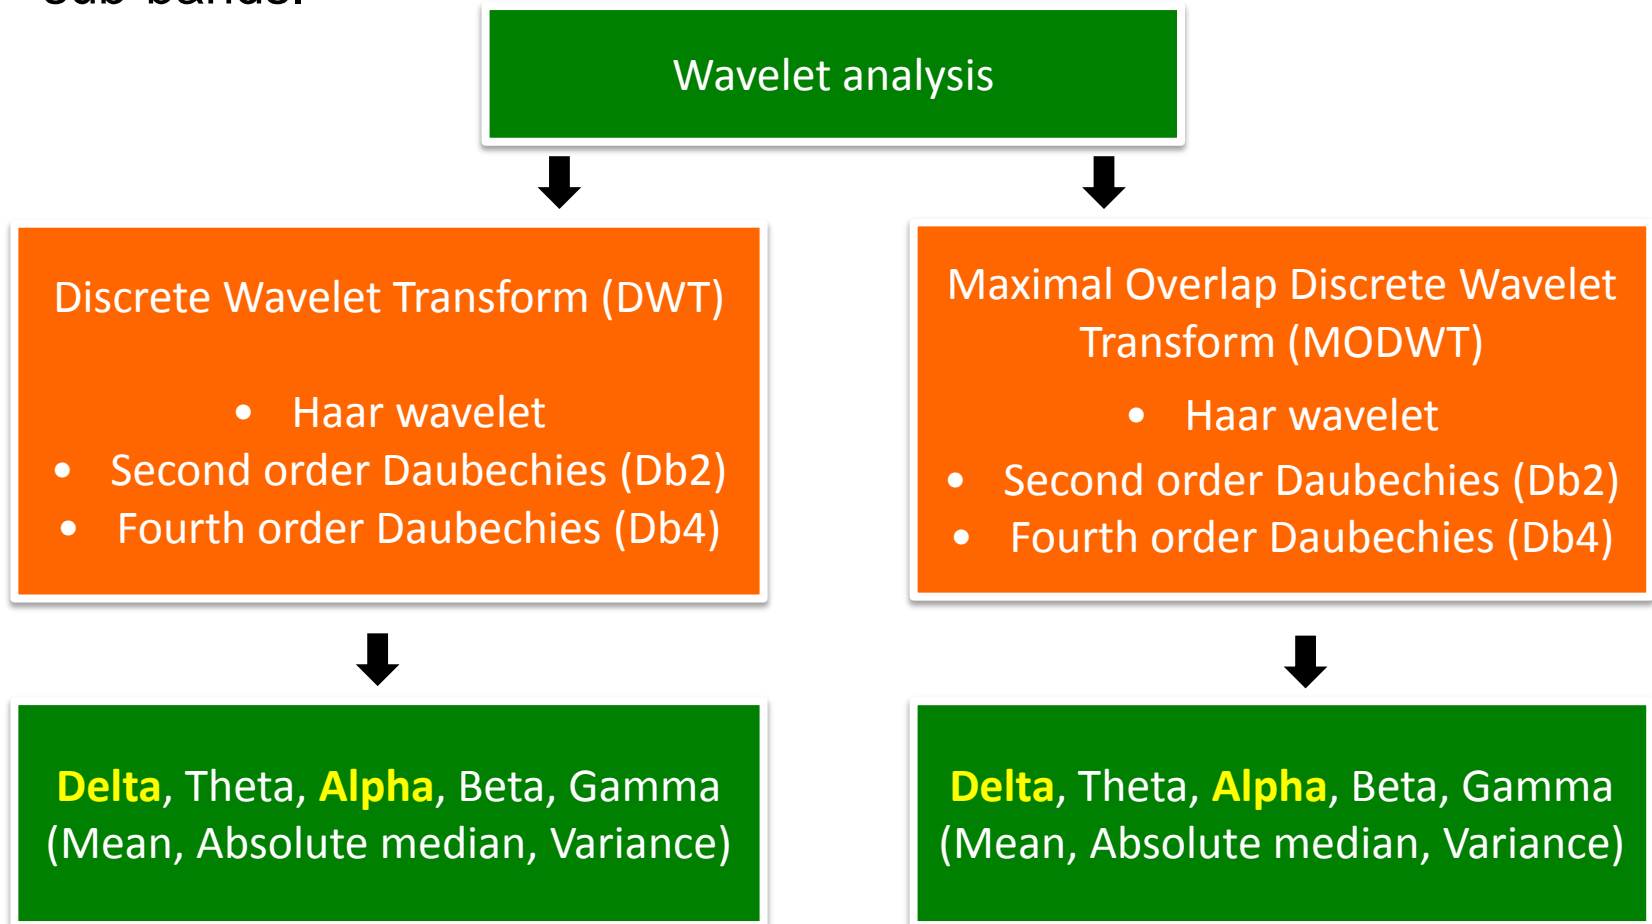 sub-bands.
Wavelet analysis
Discrete Wavelet Transform (DWT)
• Haar wavelet
• Second order Daubechies (Db2)
• Fourth order Daubechies (Db4)
Maximal Overlap Discrete Wavelet
Transform (MODWT)
• Haar wavelet
• Second order Daubechies (Db2)
• Fourth order Daubechies (Db4)
Delta, Theta, Alpha, Beta, Gamma
(Mean, Absolute median, Variance)
Delta, Theta, Alpha, Beta, Gamma
(Mean, Absolute median, Variance)